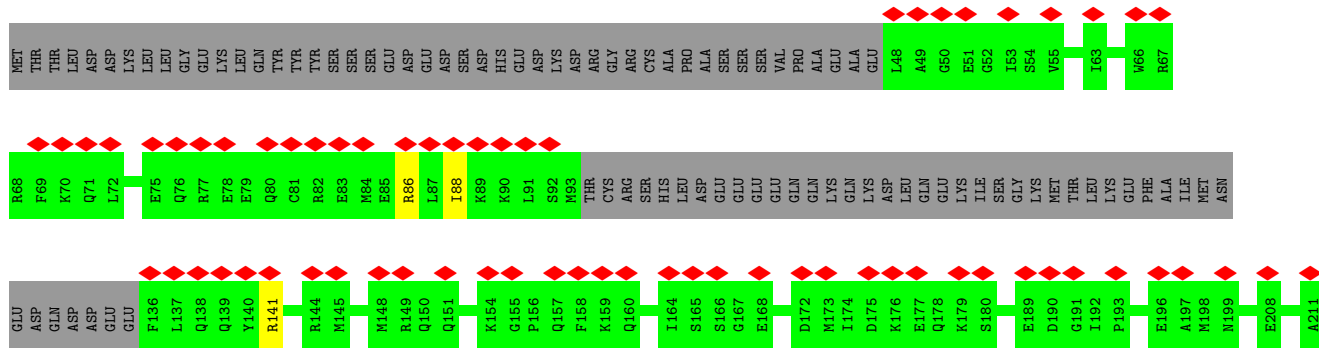 MET THR THR LEU ASP ASP LYS LEU LEU GLY GLU LYS LEU GLN TYR TYR TYR SER SER SER GLU ASP GLU ASP SER ASP HIS GLU ASP LYS ASP ARG GLY ARG CYS ALA PRO ALA SER SER SER VAL PRO ALA GLU ALA GLU L48 A49 G50 E51 G52 I53 S54 V55 I63 W66 R67
R68 F69 K70 Q71 L72 E75 Q76 R77 E78 E79 Q80 C81 R82 E83 M84 E85 R86 L87 I88 K89 K90 L91 S92 M93 THR CYS ARG SER HIS LEU ASP GLU GLU GLU GLU GLN GLN LYS GLN LYS ASP LEU GLN GLU LYS ILE SER GLY LYS MET THR LEU LYS GLU PHE ALA ILE MET ASN
GLU ASP GLN ASP ASP GLU GLU F136 L137 Q138 Q139 Y140 R141 R144 M145 M148 R149 Q150 Q151 K154 G155 P156 Q157 F158 K159 Q160 I164 S165 S166 G167 E168 D172 M173 I174 D175 K176 E177 Q178 K179 S180 E189 D190 G191 I192 P193 E196 A197 M198 N199 E208 A211